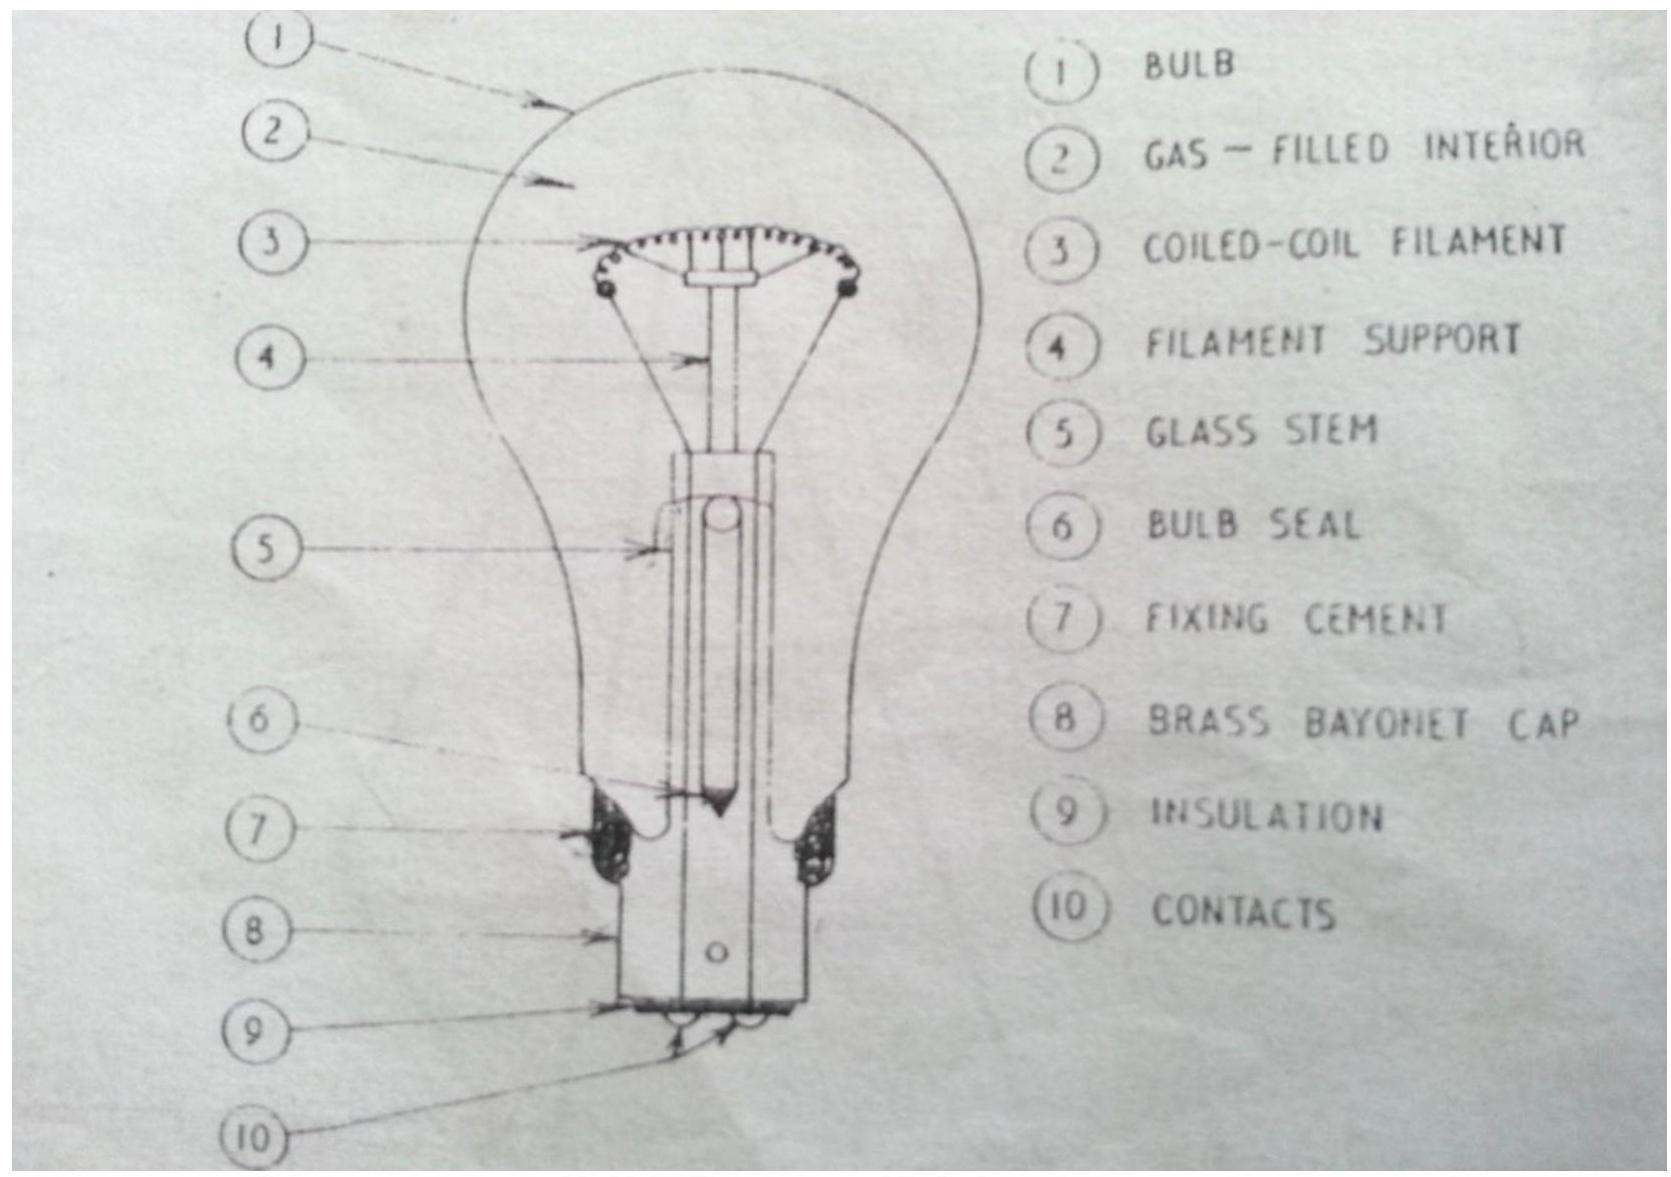 1
2
3
4
5
6
7
8
9
10
1 BULB
2 GAS - FILLED INTERIOR
3 COILED-COIL FILAMENT
4 FILAMENT SUPPORT
5 GLASS STEM
6 BULB SEAL
7 FIXING CEMENT
8 BRASS BAYONET CAP
9 INSULATION
10 CONTACTS